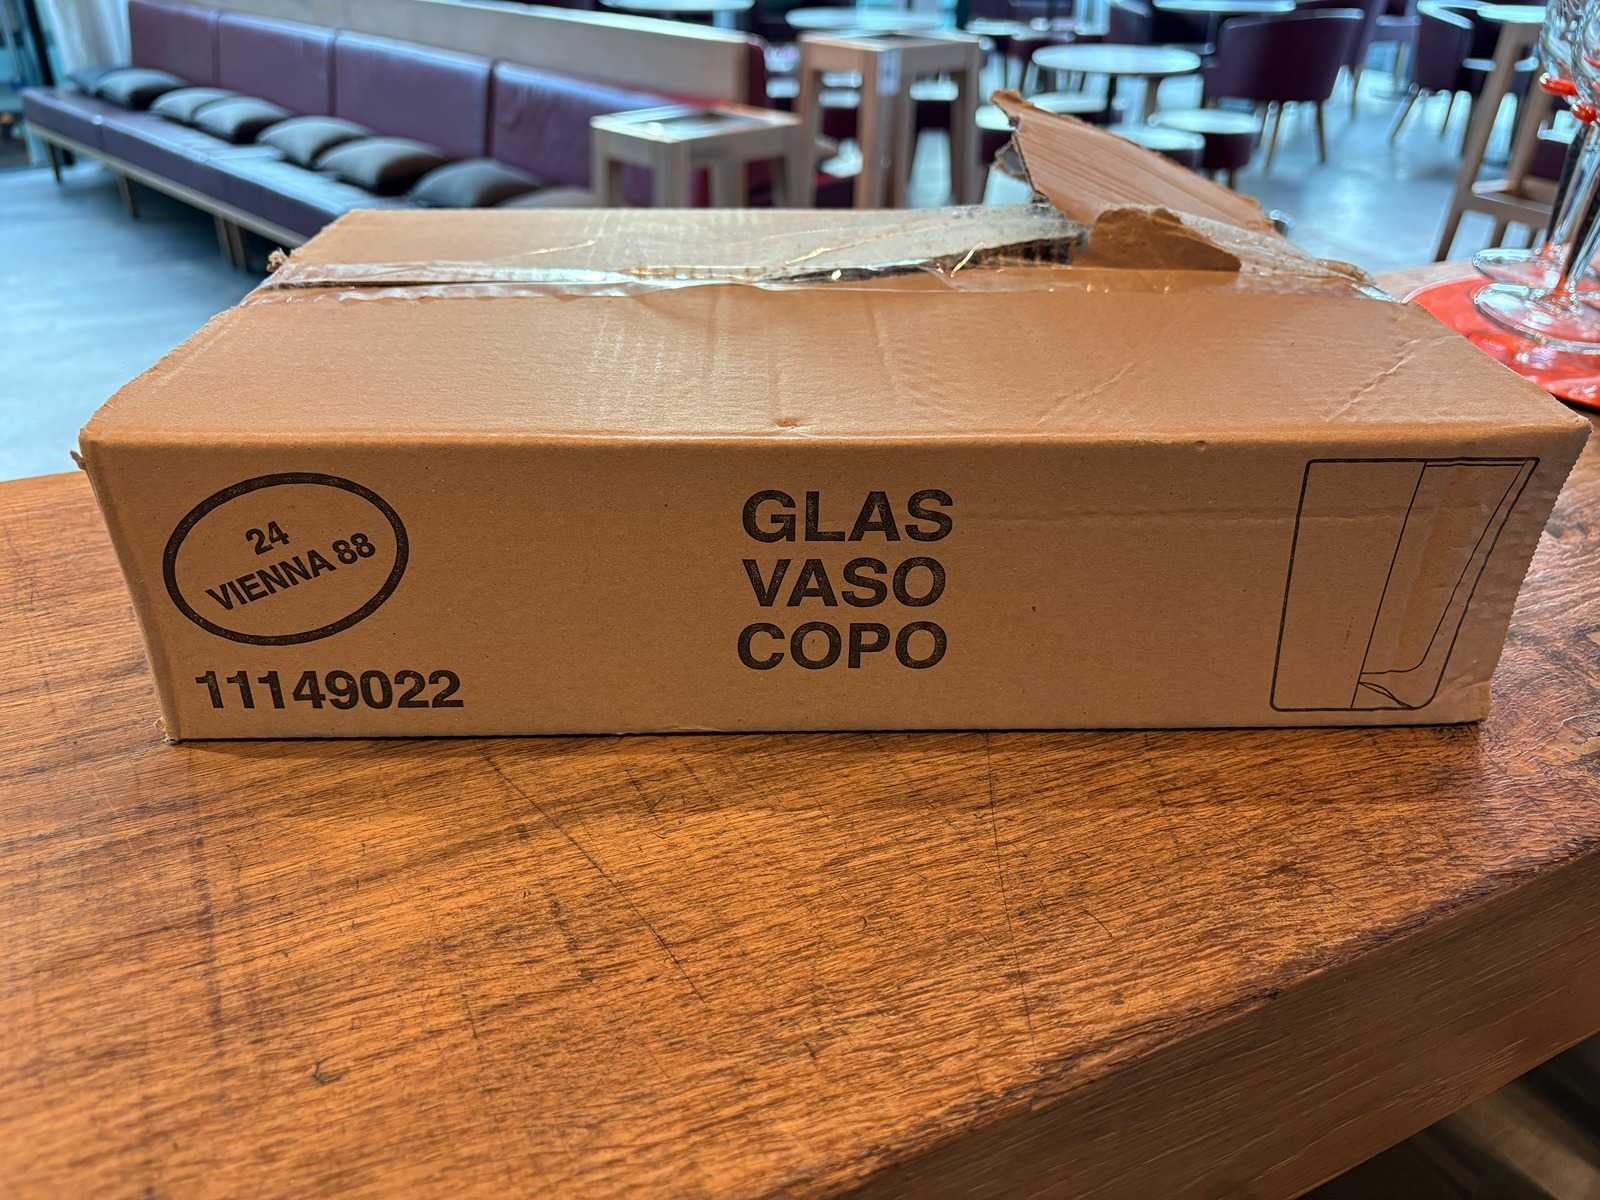 24
VIENNA 88
11149022
GLAS
VASO
COPO